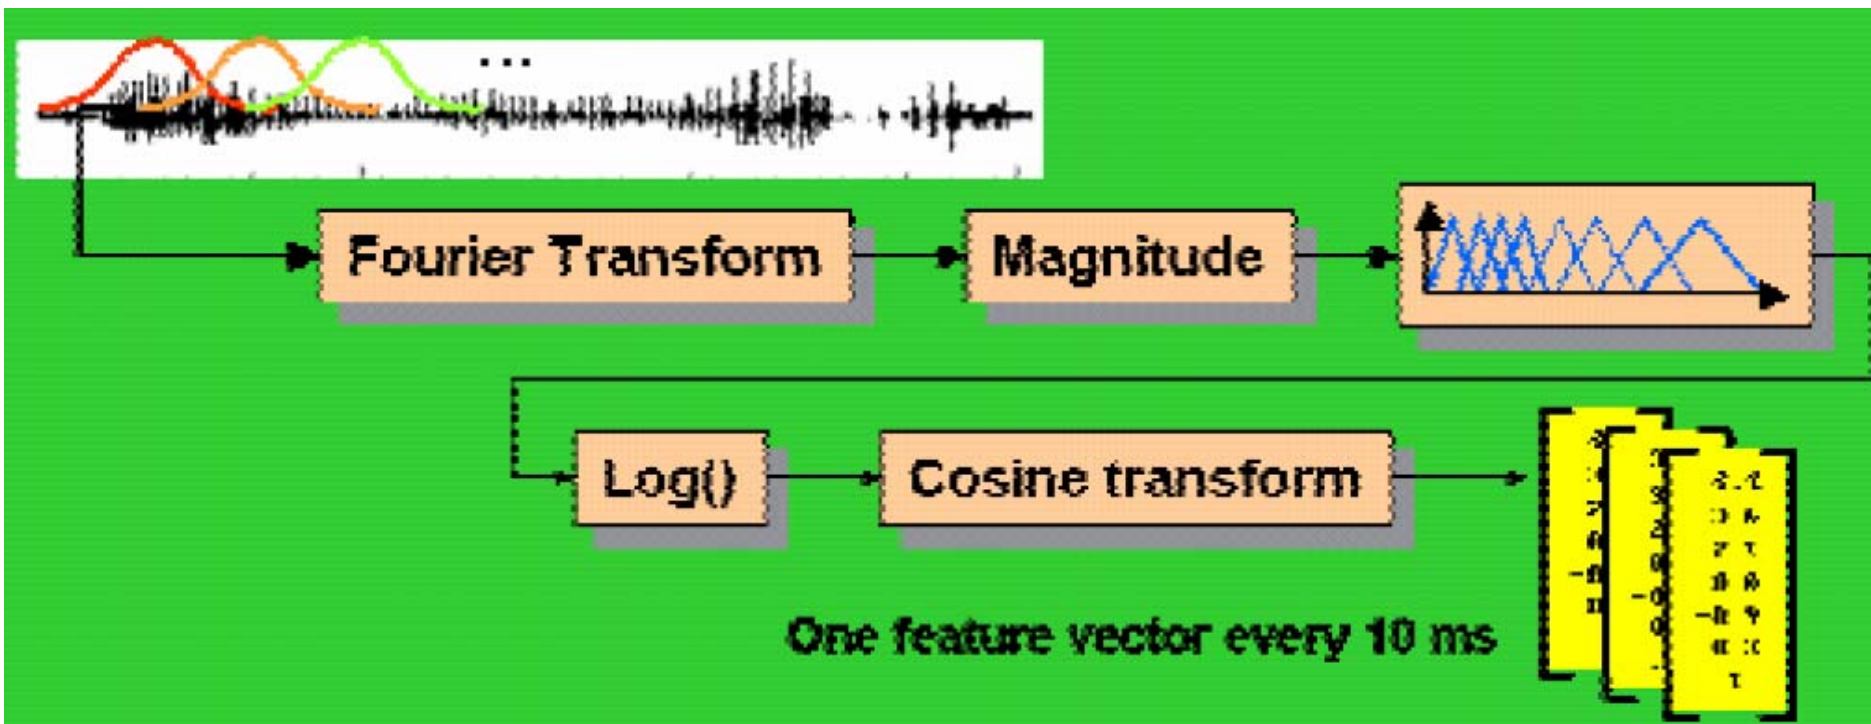 ...
Fourier Transform
Magnitude
Log()
Cosine transform
One feature vector every 10 ms